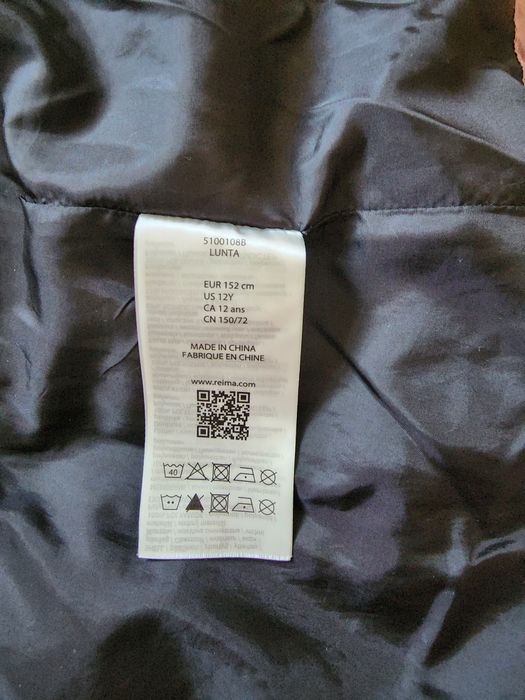 5100108B
LUNTA
EUR 152 cm
US 12Y
CA 12 ans
CN 150/72
MADE IN CHINA
FABRIQUE EN CHINE
www.reima.com
40